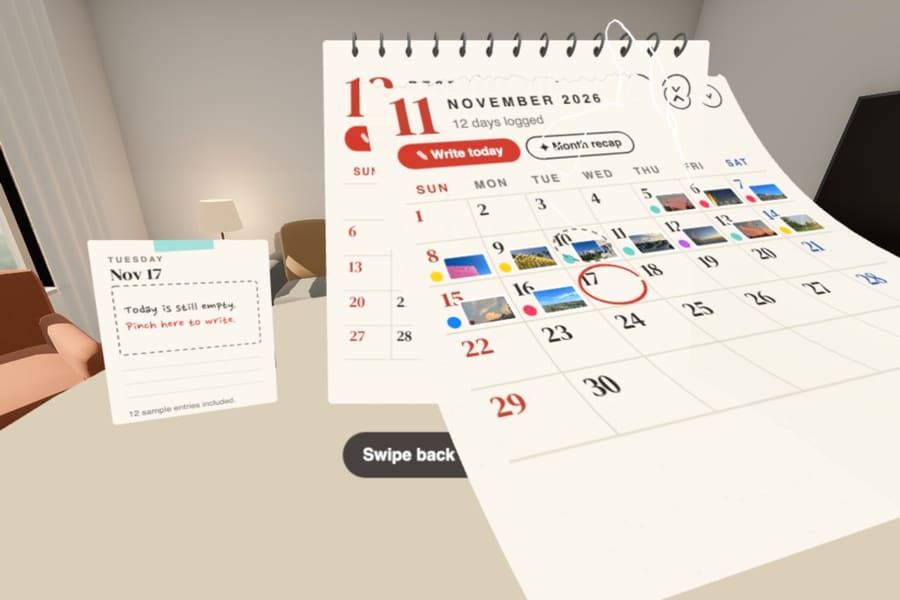 TUESDAY
Nov 17
Today is still empty.
Pinch here to write.
12 sample entries included.
11 NOVEMBER 2026
12 days logged
Write today
Month recap
SUN MON TUE WED THU FRI SAT
1 2 3 4 5 6 7
8 9 10 11 12 13 14
15 16 17 18 19 20 21
22 23 24 25 26 27 28
29 30
SUN
6
13
20
27 28
Swipe back